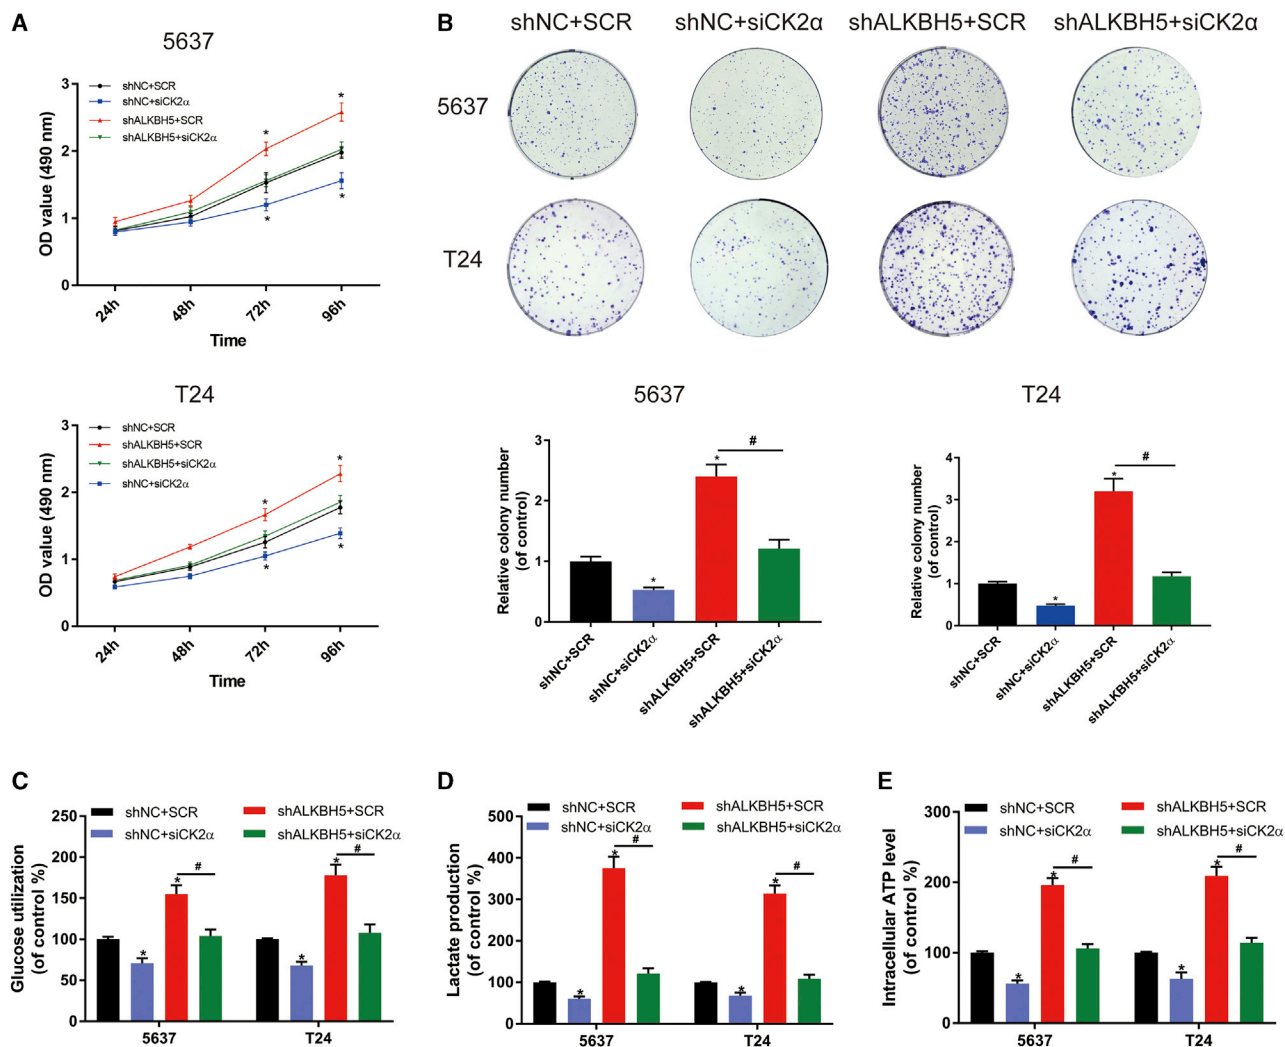 A
5637
3
2
1
0
OD value (490 nm)
shNC+SCR
shNC+siCK2α
shALKBH5+SCR
shALKBH5+siCK2α
*
*
*
*
24h
48h
72h
96h
Time
T24
3
2
1
0
OD value (490 nm)
shNC+SCR
shALKBH5+SCR
shALKBH5+siCK2α
shNC+siCK2α
*
*
*
*
24h
48h
72h
96h
Time
B
shNC+SCR
shNC+siCK2α
shALKBH5+SCR
shALKBH5+siCK2α
5637
T24
5637
Relative colony number
(of control)
3
2
1
0
*
*
#
shNC+SCR
shNC+siCK2α
shALKBH5+SCR
shALKBH5+siCK2α
T24
Relative colony number
(of control)
4
3
2
1
0
*
*
#
shNC+SCR
shNC+siCK2α
shALKBH5+SCR
shALKBH5+siCK2α
C
shNC+SCR
shALKBH5+SCR
shNC+siCK2α
shALKBH5+siCK2α
Glucose utilization
(of control %)
250
200
150
100
50
0
*
*
#
*
*
#
5637
T24
D
shNC+SCR
shALKBH5+SCR
shNC+siCK2α
shALKBH5+siCK2α
Lactate production
(of control %)
500
400
300
200
100
0
*
*
#
*
*
#
5637
T24
E
shNC+SCR
shALKBH5+SCR
shNC+siCK2α
shALKBH5+siCK2α
Intracellular ATP level
(of control %)
300
200
100
0
*
*
#
*
*
#
5637
T24